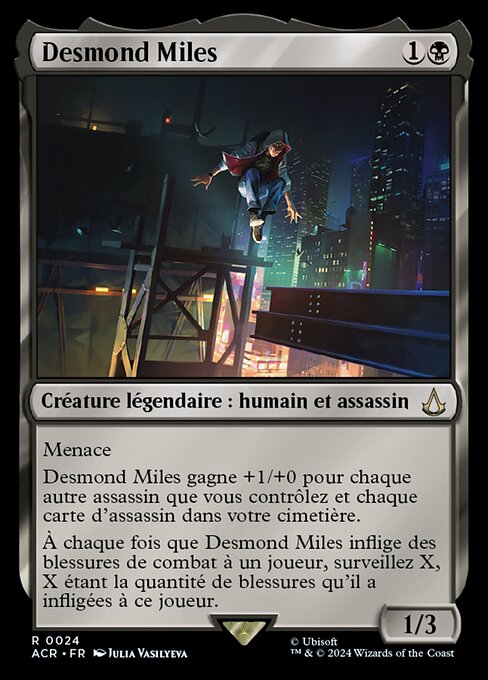 Desmond Miles 1
Créature légendaire : humain et assassin
Menace
Desmond Miles gagne +1/+0 pour chaque
autre assassin que vous contrôlez et chaque
carte d'assassin dans votre cimetière.
À chaque fois que Desmond Miles inflige des
blessures de combat à un joueur, surveillez X,
X étant la quantité de blessures qu'il a
infligées à ce joueur.
1/3
R 0024
ACR • FR Julia Vasilyeva
© Ubisoft
™ & © 2024 Wizards of the Coast